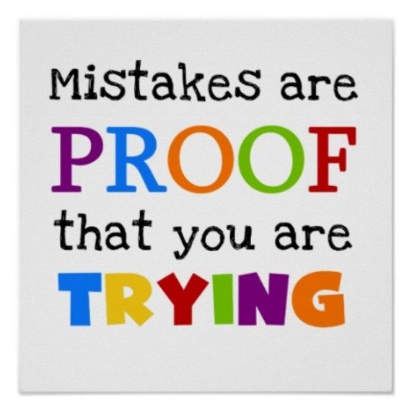 Mistakes are
PROOF
that you are
TRYING